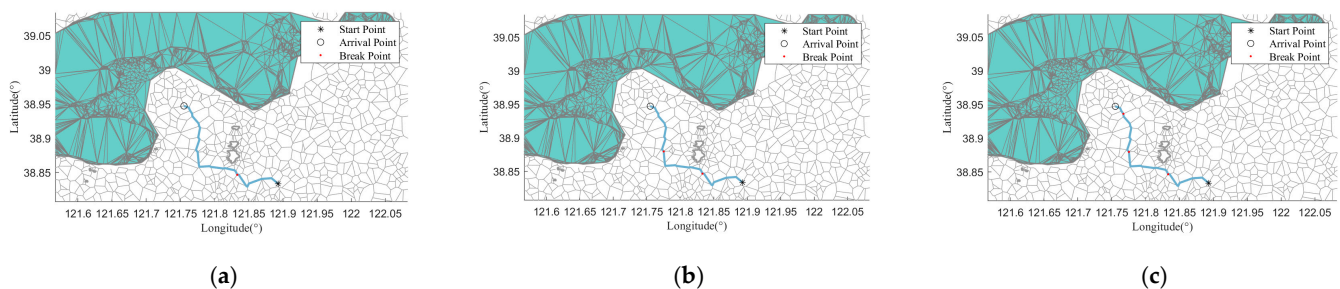 39.05
39
38.95
38.9
38.85
Latitude(°)
Start Point
Arrival Point
Break Point
121.6 121.65 121.7 121.75 121.8 121.85 121.9 121.95 122 122.05
Longitude(°)
(a)
39.05
39
38.95
38.9
38.85
Latitude(°)
Start Point
Arrival Point
Break Point
121.6 121.65 121.7 121.75 121.8 121.85 121.9 121.95 122 122.05
Longitude(°)
(b)
39.05
39
38.95
38.9
38.85
Latitude(°)
Start Point
Arrival Point
Break Point
121.6 121.65 121.7 121.75 121.8 121.85 121.9 121.95 122 122.05
Longitude(°)
(c)